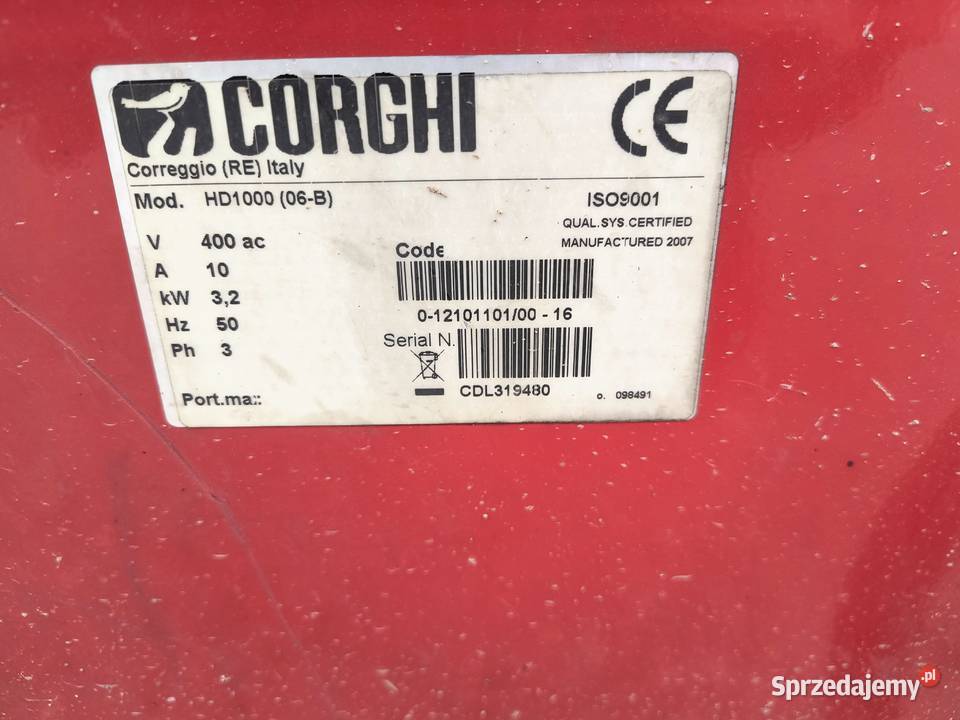 CORGHI
CE
Correggio (RE) Italy
Mod. HD1000 (06-B)
ISO9001
QUAL.SYS.CERTIFIED
MANUFACTURED 2007
V 400 ac
A 10
kW 3,2
Hz 50
Ph 3
Code
0-12101101/00 - 16
Serial N.
CDL319480
o. 098491
Port.ma::
Sprzedajemy.pl